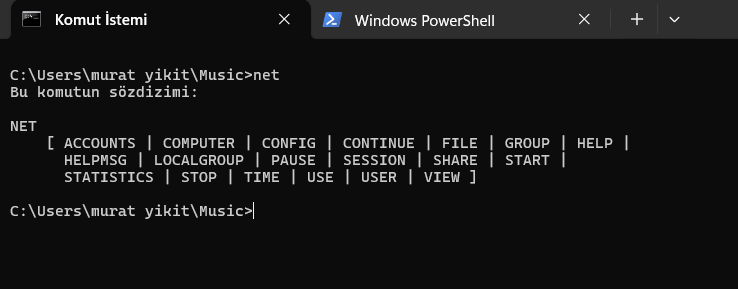 Komut İstemi
Windows PowerShell
C:\Users\murat yikit\Music>net
Bu komutun sözdizimi:
NET
[ ACCOUNTS | COMPUTER | CONFIG | CONTINUE | FILE | GROUP | HELP |
HELPMSG | LOCALGROUP | PAUSE | SESSION | SHARE | START |
STATISTICS | STOP | TIME | USE | USER | VIEW ]
C:\Users\murat yikit\Music>